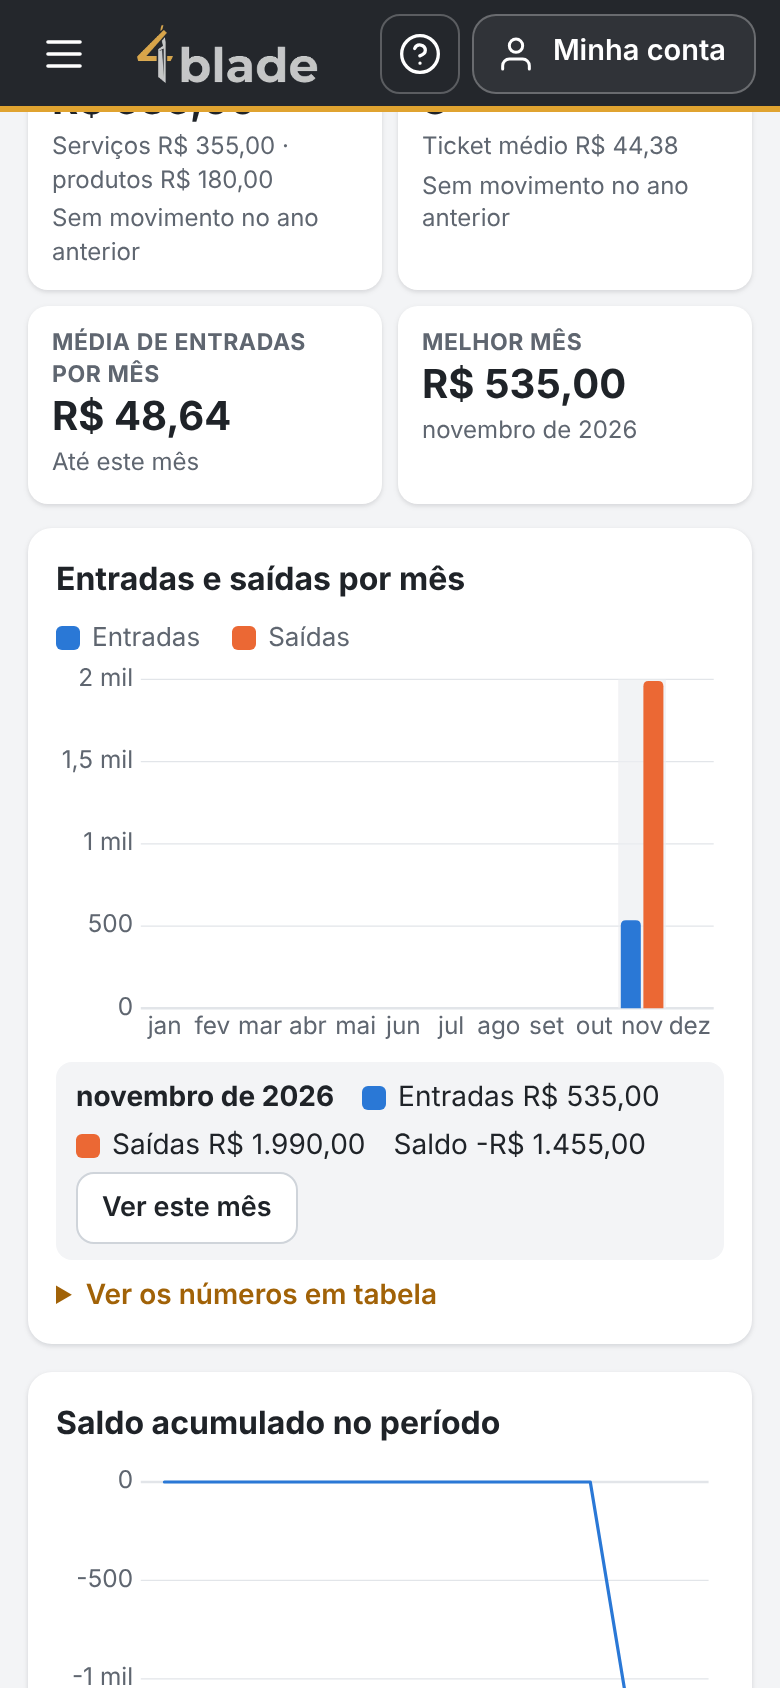 4blade
Minha conta
Serviços R$ 355,00 ·
produtos R$ 180,00
Sem movimento no ano
anterior
Ticket médio R$ 44,38
Sem movimento no ano
anterior
MÉDIA DE ENTRADAS
POR MÊS
R$ 48,64
Até este mês
MELHOR MÊS
R$ 535,00
novembro de 2026
Entradas e saídas por mês
Entradas Saídas
2 mil
1,5 mil
1 mil
500
0
jan fev mar abr mai jun jul ago set out nov dez
novembro de 2026 Entradas R$ 535,00
Saídas R$ 1.990,00 Saldo -R$ 1.455,00
Ver este mês
Ver os números em tabela
Saldo acumulado no período
0
-500
-1 mil